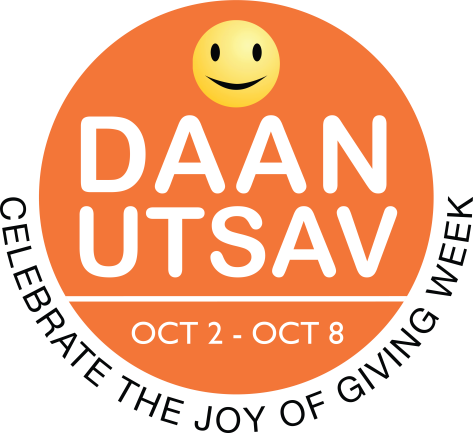 DAAN
UTSAV
OCT 2 - OCT 8
CELEBRATE THE JOY OF GIVING WEEK